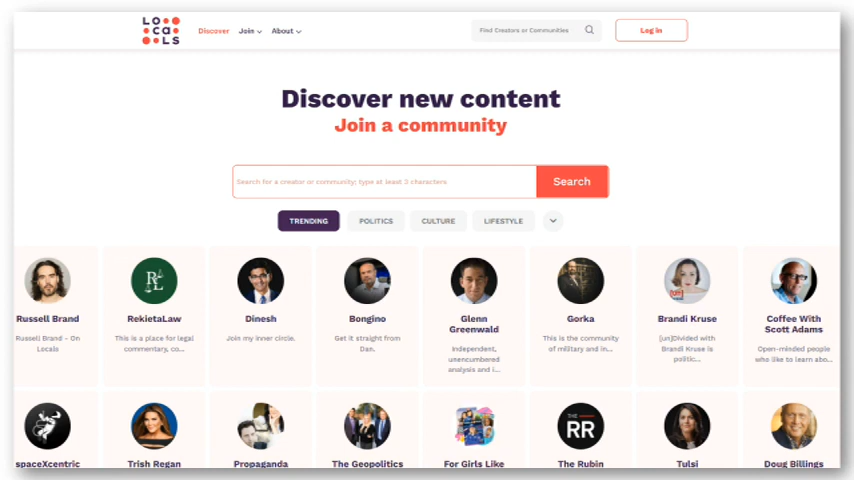 LO
CA
LS
Discover
Join
About
Find Creators or Communities
Log in
Discover new content
Join a community
Search for a creator or community; type at least 3 characters
Search
TRENDING
POLITICS
CULTURE
LIFESTYLE
Russell Brand
Russell Brand - On
Locals
RL
RekietaLaw
This is a place for legal
commentary, co...
Dinesh
Join my inner circle.
Bongino
Get it straight from
Dan.
Glenn
Greenwald
Independent,
unencumbered
analysis and i...
Gorka
This is the community
of military and in...
Brandi Kruse
[un]Divided with
Brandi Kruse is
politic...
Coffee With
Scott Adams
Open-minded people
who like to learn abo...
spaceXcentric
Trish Regan
Propaganda
The Geopolitics
For Girls Like
THE
RR
The Rubin
Tulsi
Doug Billings